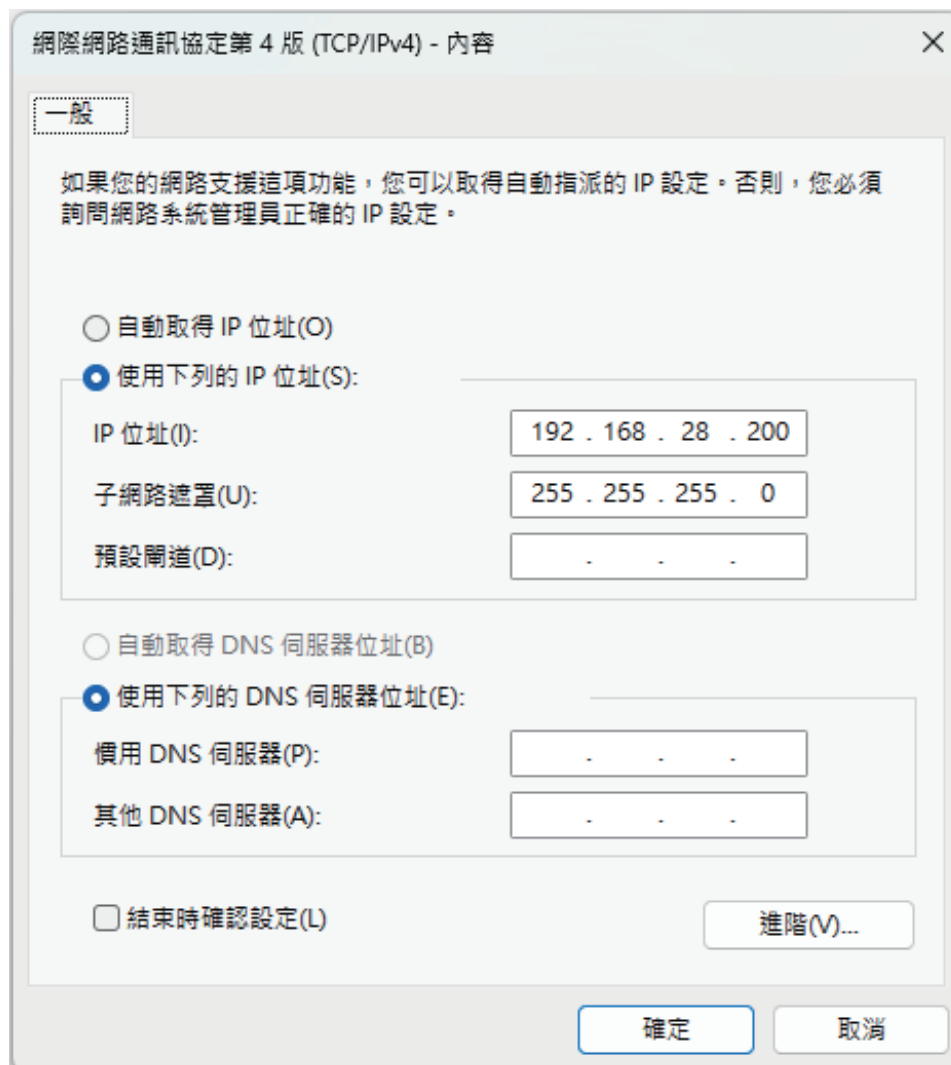 網際網路通訊協定第 4 版 (TCP/IPv4) - 內容
一般
如果您的網路支援這項功能，您可以取得自動指派的 IP 設定。否則，您必須
詢問網路系統管理員正確的 IP 設定。
自動取得 IP 位址(O)
使用下列的 IP 位址(S):
IP 位址(I): 192 . 168 . 28 . 200
子網路遮罩(U): 255 . 255 . 255 . 0
預設閘道(D): . . .
自動取得 DNS 伺服器位址(B)
使用下列的 DNS 伺服器位址(E):
慣用 DNS 伺服器(P): . . .
其他 DNS 伺服器(A): . . .
結束時確認設定(L)
進階(V)...
確定 取消